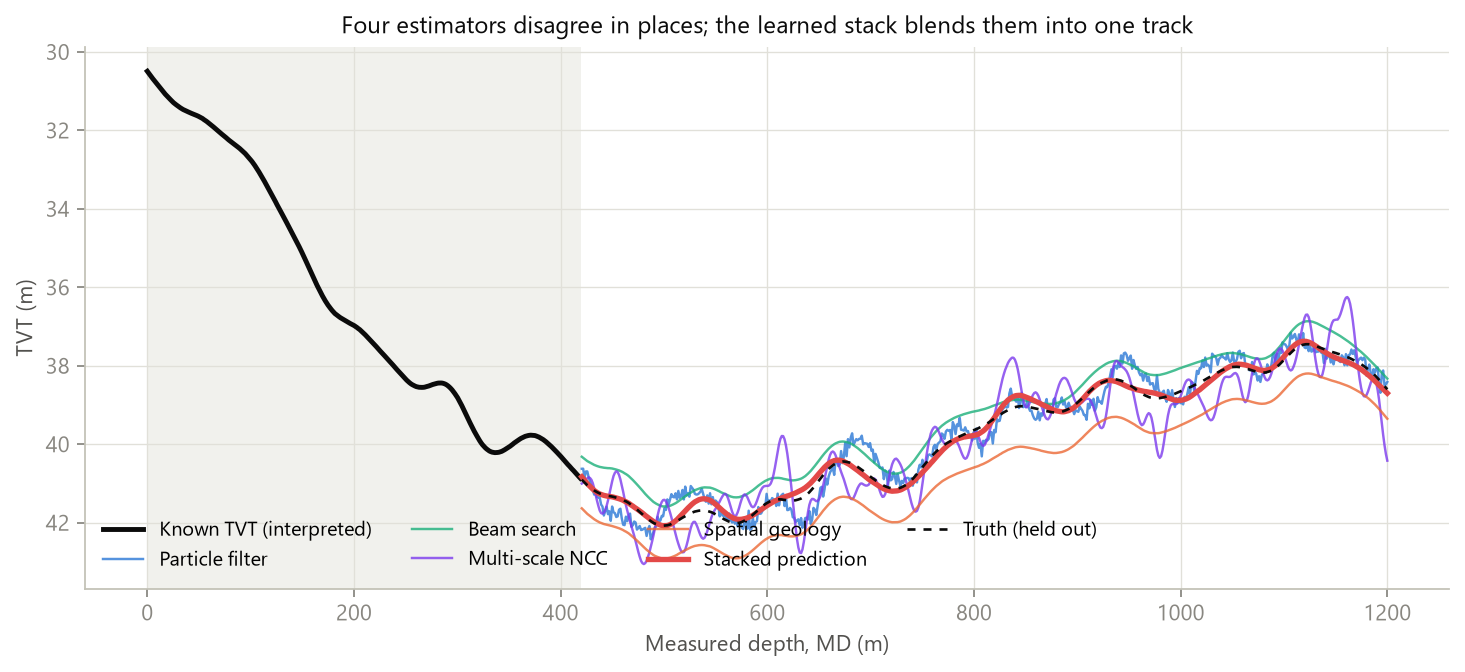 Four estimators disagree in places; the learned stack blends them into one track
30
32
34
36
38
40
42
TVT (m)
Known TVT (interpreted)
Particle filter
Beam search
Multi-scale NCC
Spatial geology
Stacked prediction
Truth (held out)
0
200
400
600
800
1000
1200
Measured depth, MD (m)